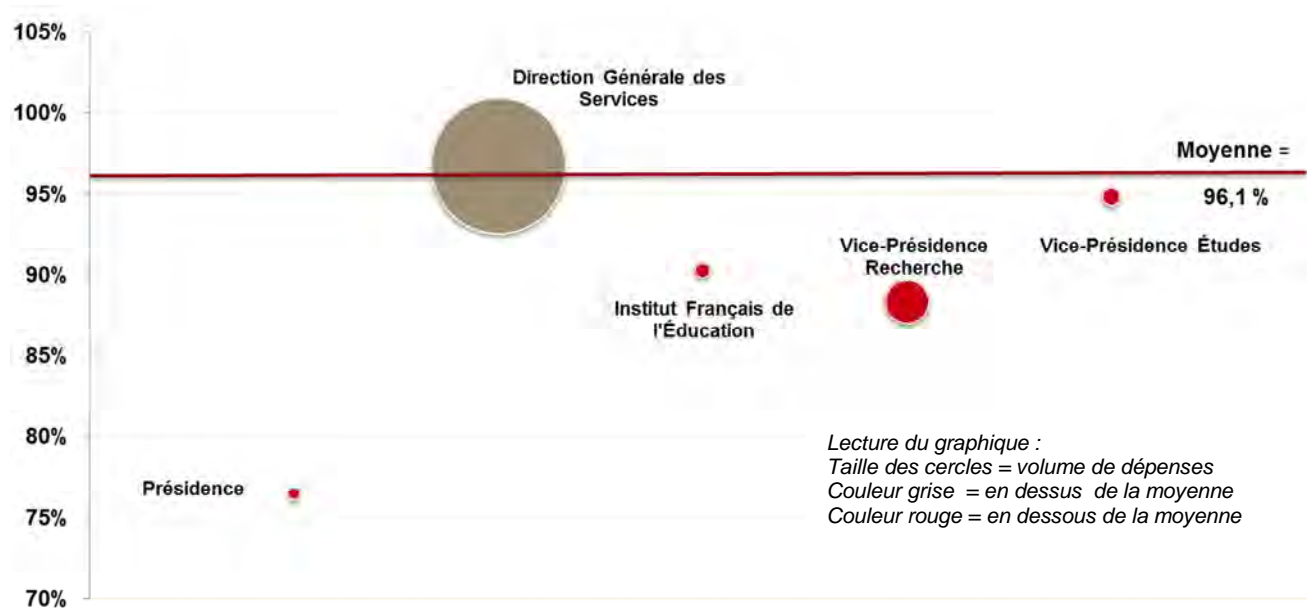 105%
Direction Générale des
Services
100%
Moyenne =
95%
96,1 %
Vice-Présidence
Recherche
Vice-Présidence Études
90%
Institut Français de
l'Éducation
85%
80%
Lecture du graphique :
Taille des cercles = volume de dépenses
Couleur grise = en dessus de la moyenne
Couleur rouge = en dessous de la moyenne
Présidence
75%
70%